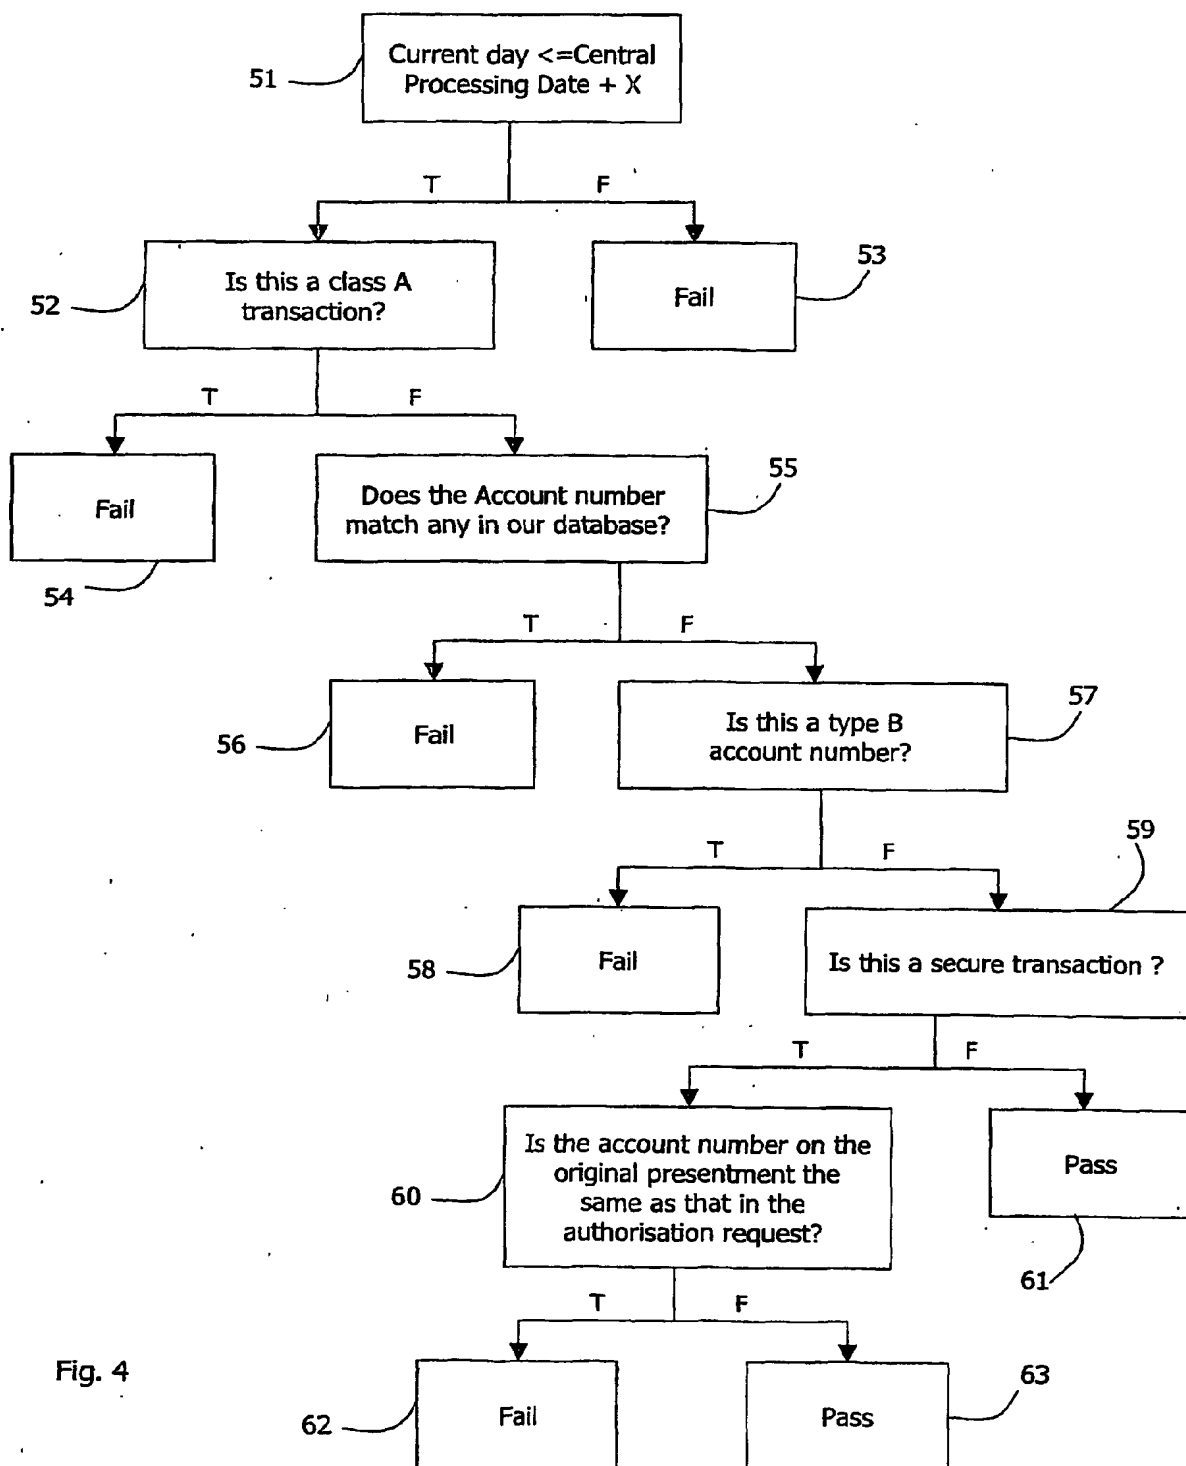 Current day <=Central
Processing Date + X
51
T
F
Is this a class A
transaction?
52
Fail
53
T
F
Fail
54
Does the Account number
match any in our database?
55
T
F
Fail
56
Is this a type B
account number?
57
T
F
Fail
58
Is this a secure transaction ?
59
T
F
Is the account number on the
original presentment the
same as that in the
authorisation request?
60
Pass
61
T
F
Fail
62
Pass
63
Fig. 4